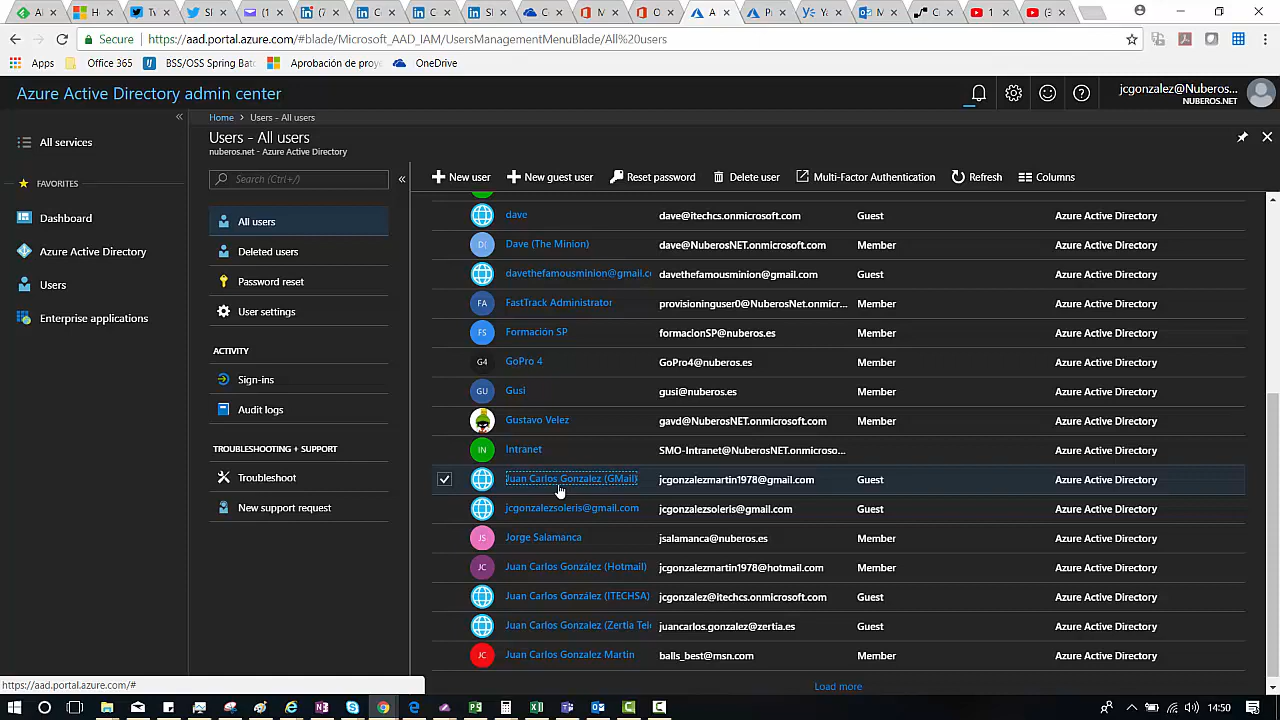 Secure https://aad.portal.azure.com/#blade/Microsoft_AAD_IAM/UsersManagementMenuBlade/All%20users
Apps Office 365 BSS/OSS Spring Bat Aprobación de proy OneDrive
Azure Active Directory admin center
jcgonzalez@Nuberos...
NUBEROS.NET
All services
FAVORITES
Dashboard
Azure Active Directory
Users
Enterprise applications
Home > Users - All users
Users - All users
nuberos.net - Azure Active Directory
Search (Ctrl+/)
All users
Deleted users
Password reset
User settings
ACTIVITY
Sign-ins
Audit logs
TROUBLESHOOTING + SUPPORT
Troubleshoot
New support request
New user New guest user Reset password Delete user Multi-Factor Authentication Refresh Columns
dave dave@itechcs.onmicrosoft.com Guest Azure Active Directory
D( Dave (The Minion) dave@NuberosNET.onmicrosoft.com Member Azure Active Directory
davethefamousminion@gmail.c davethefamousminion@gmail.com Guest Azure Active Directory
FA FastTrack Administrator provisioninguser0@NuberosNet.onmicr... Member Azure Active Directory
FS Formación SP formacionSP@nuberos.es Member Azure Active Directory
G4 GoPro 4 GoPro4@nuberos.es Member Azure Active Directory
GU Gusi gusi@nuberos.es Member Azure Active Directory
Gustavo Velez gavd@NuberosNET.onmicrosoft.com Member Azure Active Directory
IN Intranet SMO-Intranet@NuberosNET.onmicroso... Azure Active Directory
Juan Carlos Gonzalez (GMail) jcgonzalezmartin1978@gmail.com Guest Azure Active Directory
jcgonzalezsoleris@gmail.com jcgonzalezsoleris@gmail.com Guest Azure Active Directory
JS Jorge Salamanca jsalamanca@nuberos.es Member Azure Active Directory
JC Juan Carlos González (Hotmail) jcgonzalezmartin1978@hotmail.com Member Azure Active Directory
Juan Carlos González (ITECHSA) jcgonzalez@itechcs.onmicrosoft.com Guest Azure Active Directory
Juan Carlos Gonzalez (Zertia Tele juancarlos.gonzalez@zertia.es Guest Azure Active Directory
JC Juan Carlos Gonzalez Martin balls_best@msn.com Member Azure Active Directory
Load more
https://aad.portal.azure.com/#
14:50